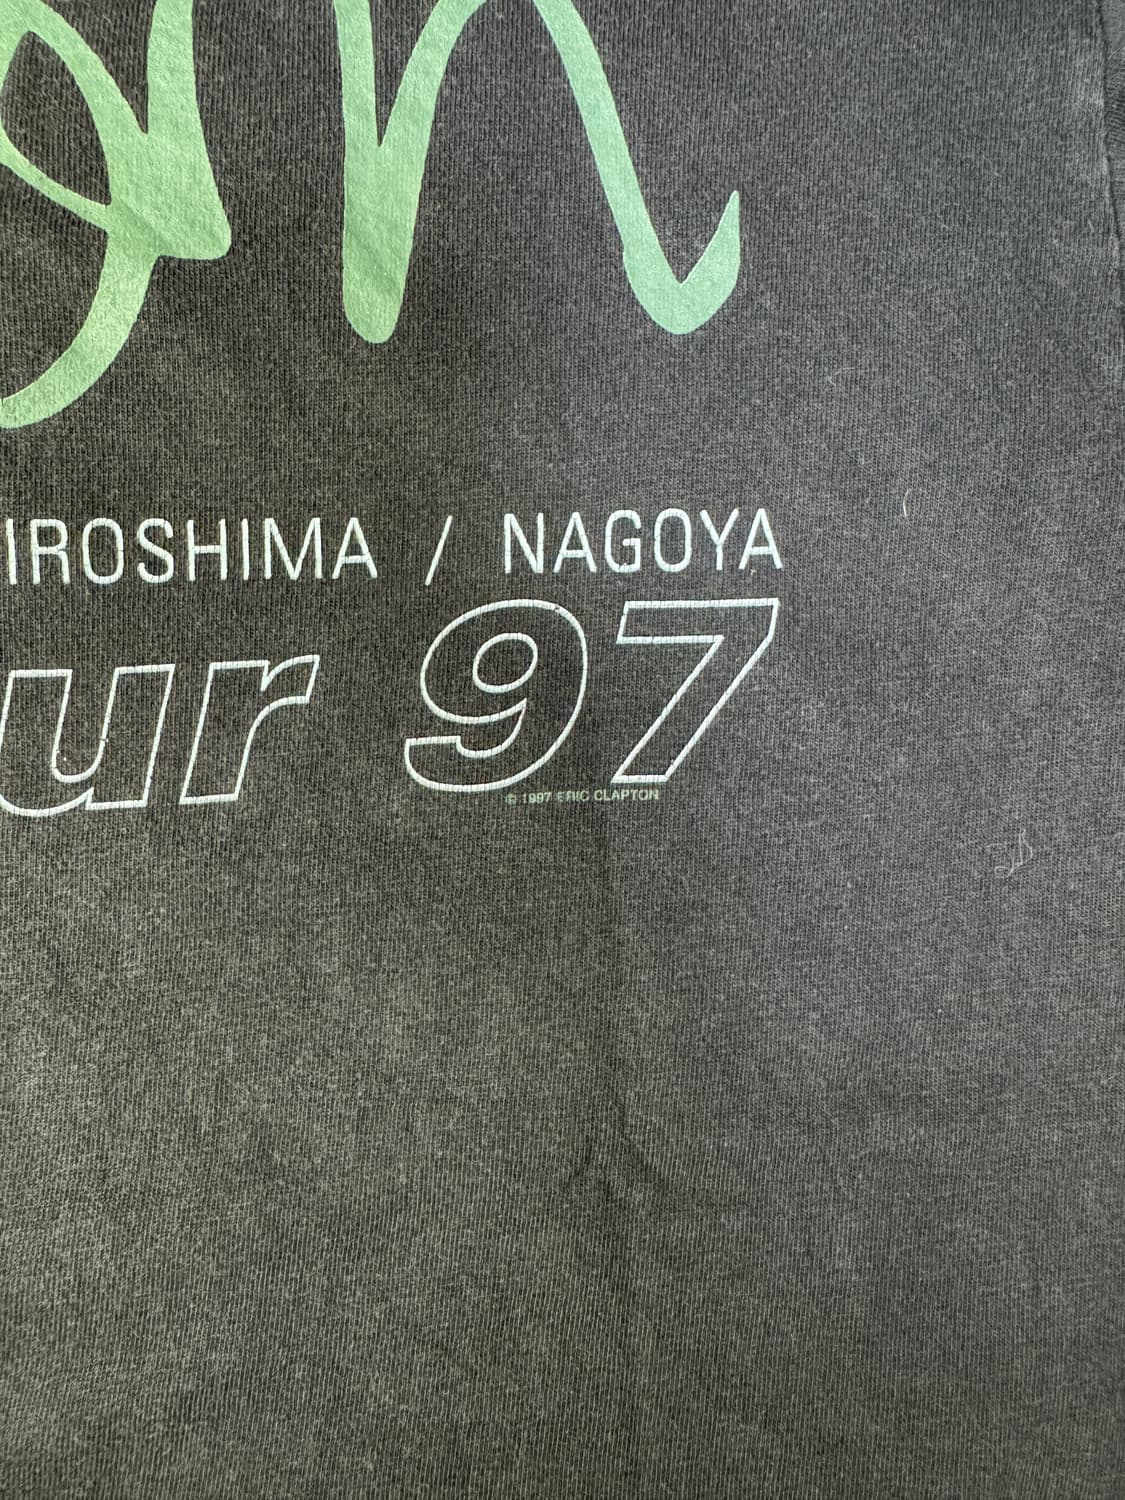 IROSHIMA / NAGOYA
ur 97
© 1997 ERIC CLAPTON